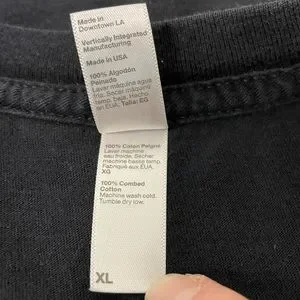 Made in
Downtown LA
Vertically Integrated
Manufacturing
Made in USA
100% Algodón
Peinado
Lavar máquina agua
fría. Secar máquina
temp. baja. Hecho
en EUA. Talla: EG
100% Coton Peigné
Laver machine
eau froide. Sécher
machine basse temp.
Fabriqué aux EUA.
XG
100% Combed
Cotton
Machine wash cold.
Tumble dry low.
XL